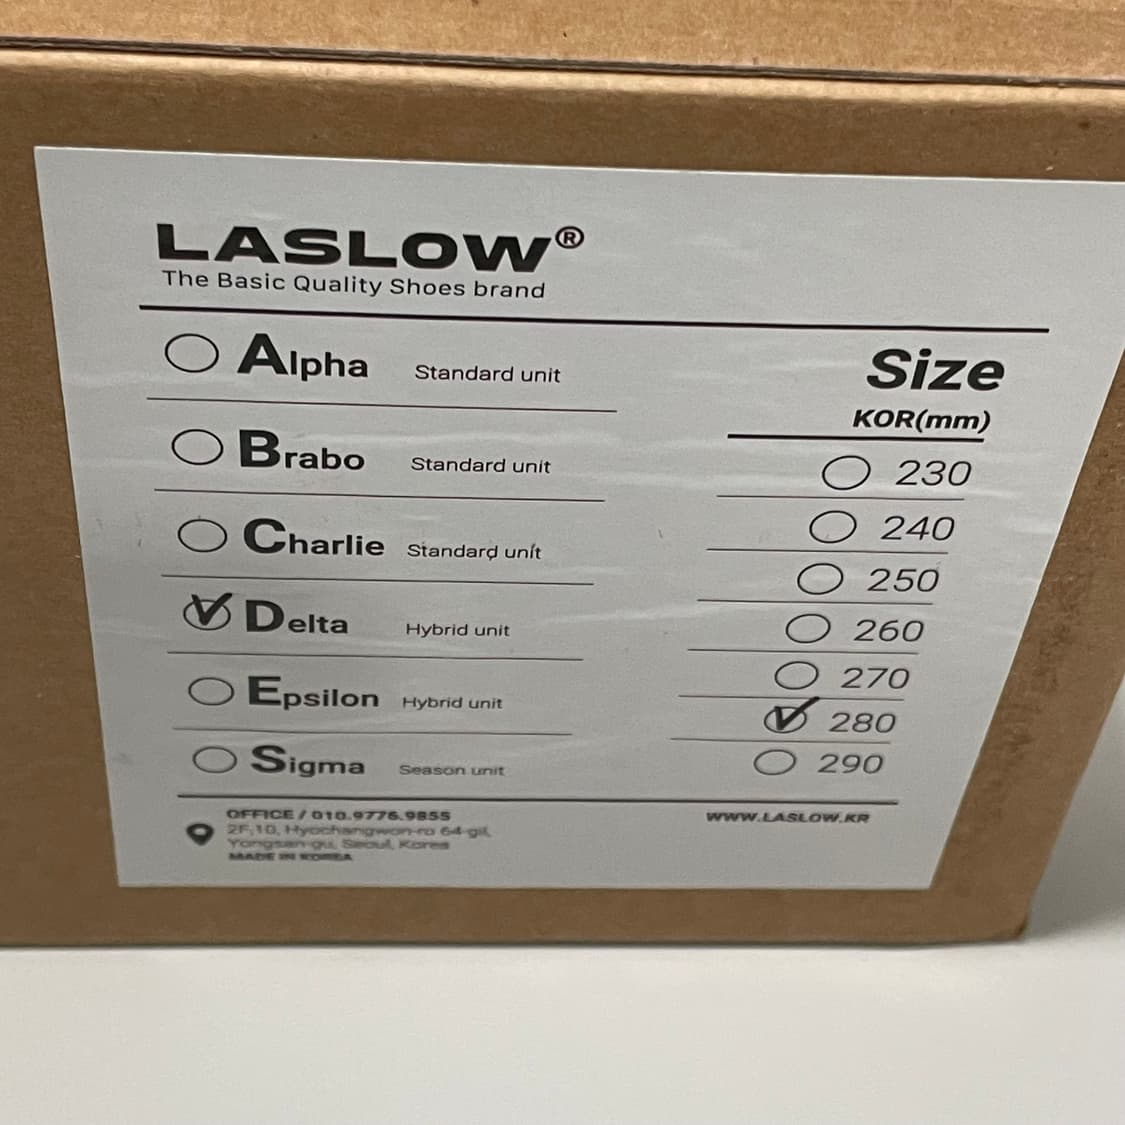 LASLOW®
The Basic Quality Shoes brand
Alpha Standard unit
Brabo Standard unit
Charlie Standard unit
Delta Hybrid unit
Epsilon Hybrid unit
Sigma Season unit
Size
KOR(mm)
230
240
250
260
270
280
290
OFFICE / 010.9776.9855
2F,10, Hyochangwon-ro 64-gil,
Yongsan-gu, Seoul, Korea
MADE IN KOREA
WWW.LASLOW.KR